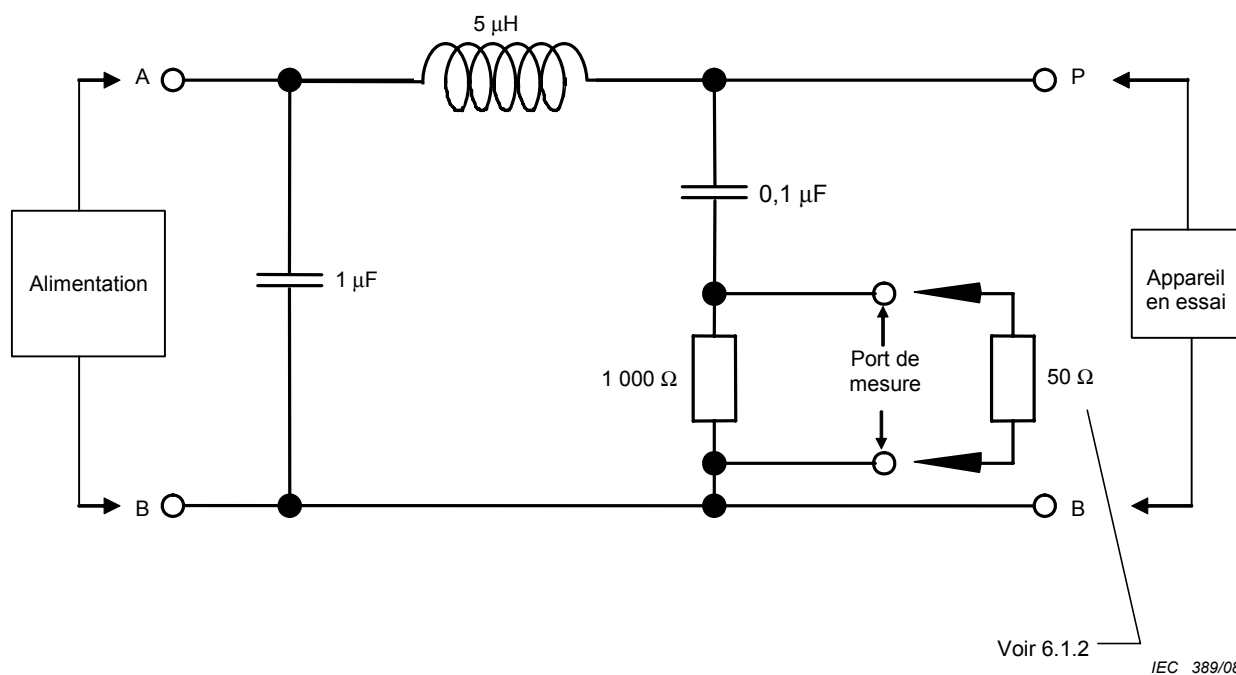 5 μH
A
P
0,1 μF
Alimentation
1 μF
Appareil
en essai
Port de
mesure
1 000 Ω
50 Ω
B
B
Voir 6.1.2
IEC 389/08